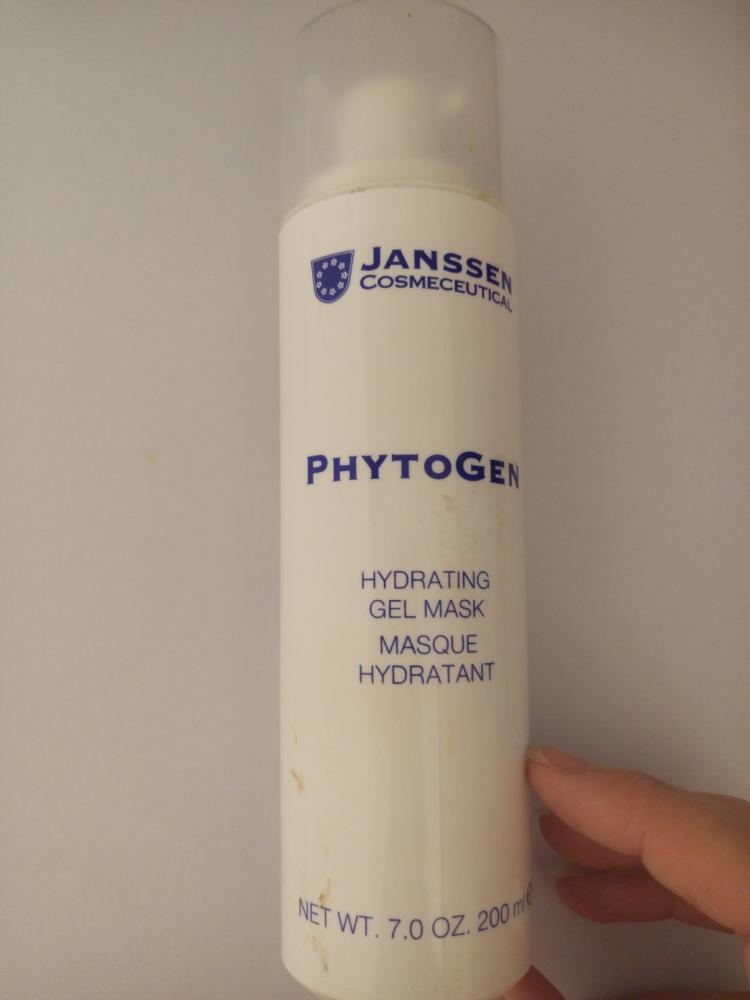 JANSSEN
COSMECEUTICAL
PHYTOGEN
HYDRATING
GEL MASK
MASQUE
HYDRATANT
NET WT. 7.0 OZ. 200 ml e